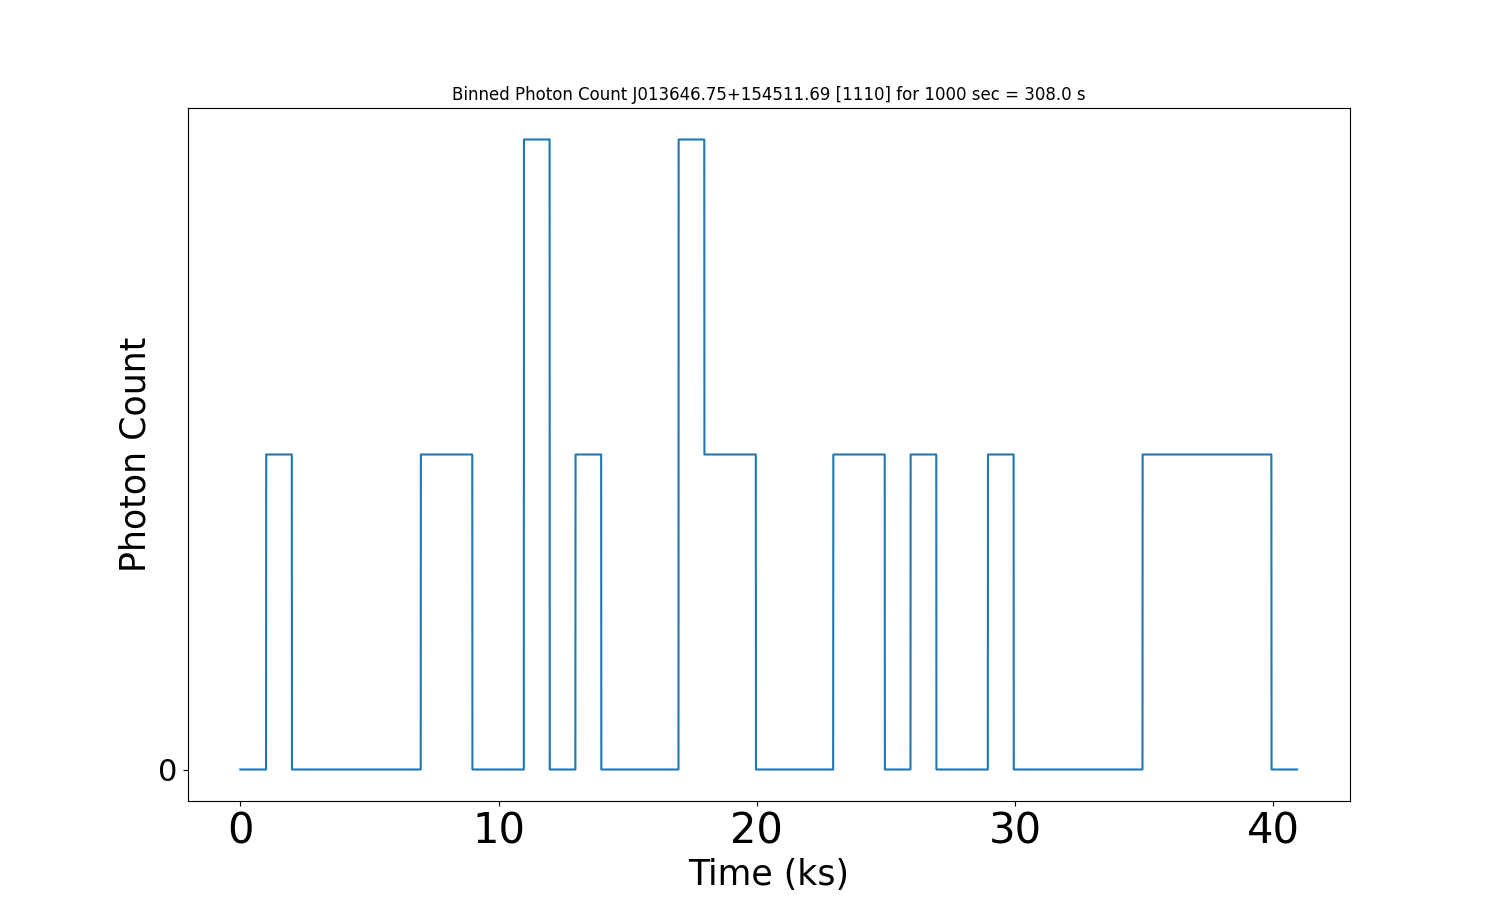 Binned Photon Count J013646.75+154511.69 [1110] for 1000 sec = 308.0 s
Photon Count
0
0 10 20 30 40
Time (ks)